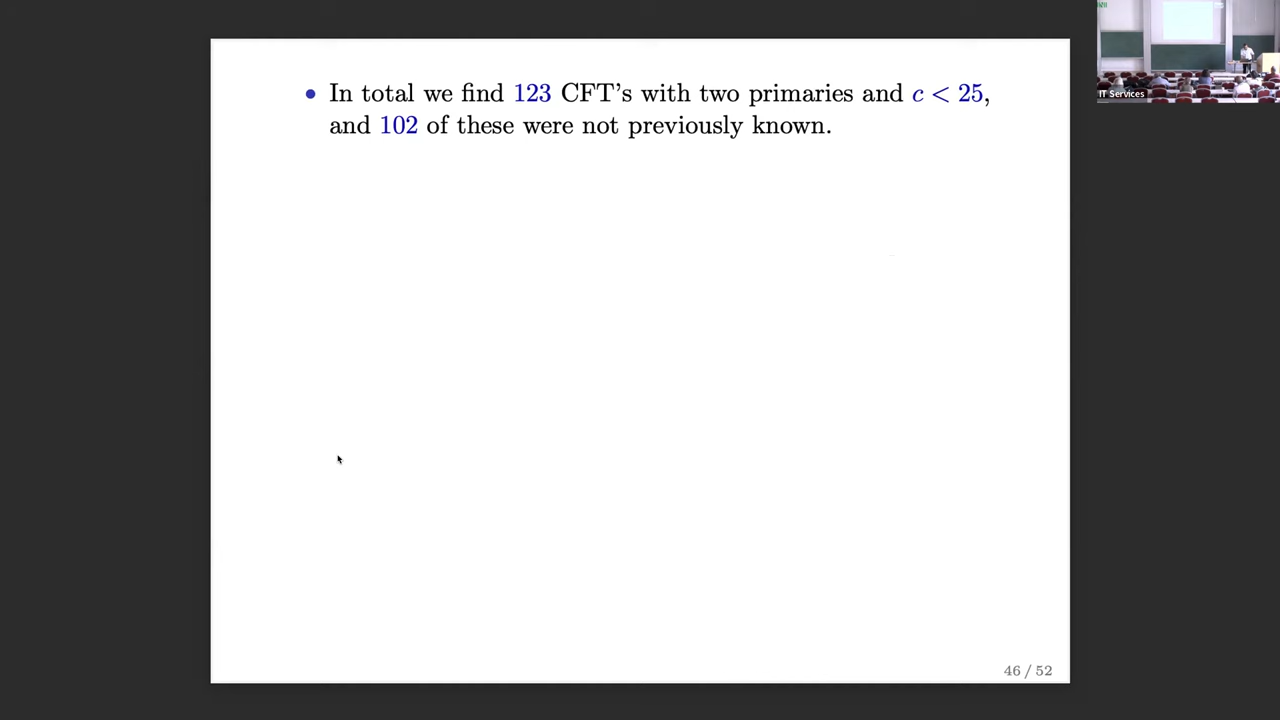 • In total we find 123 CFT's with two primaries and c < 25,
and 102 of these were not previously known.
46 / 52
IT Services